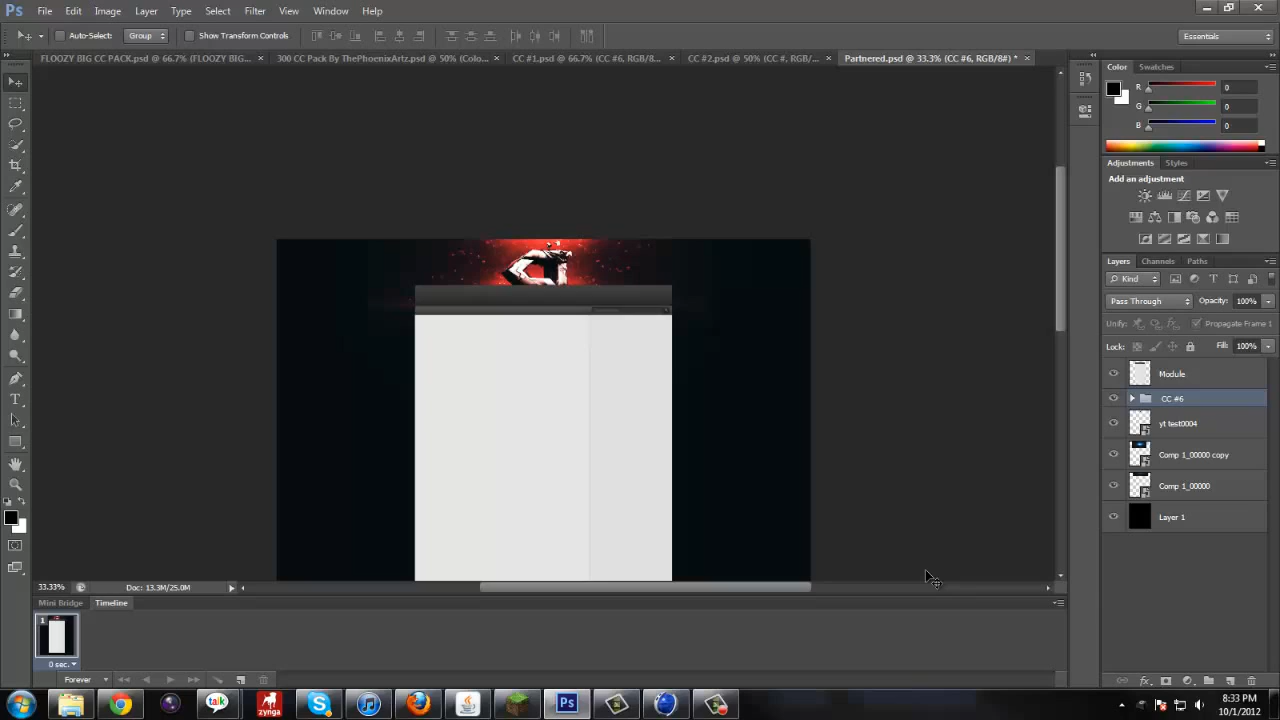 Ps File Edit Image Layer Type Select Filter View Window Help
Auto-Select: Group Show Transform Controls Essentials
FLOOZY BIG CC PACK.psd @ 66.7% (FLOOZY BIG... × 300 CC Pack By ThePhoenixArtz.psd @ 50% (Colo... × CC #1.psd @ 66.7% (CC #6, RGB/8... × CC #2.psd @ 50% (CC #, RGB/... × Partnered.psd @ 33.3% (CC #6, RGB/8#) * ×
Color Swatches
R 0
G 0
B 0
Adjustments Styles
Add an adjustment
Layers Channels Paths
Kind
Pass Through Opacity: 100%
Unify: Propagate Frame 1
Lock: Fill: 100%
Module
CC #6
yt test0004
Comp 1_00000 copy
Comp 1_00000
Layer 1
33.33% Doc: 13.3M/25.0M
Mini Bridge Timeline
1
0 sec.
Forever
talk
zynga
Ps
8:33 PM
10/1/2012